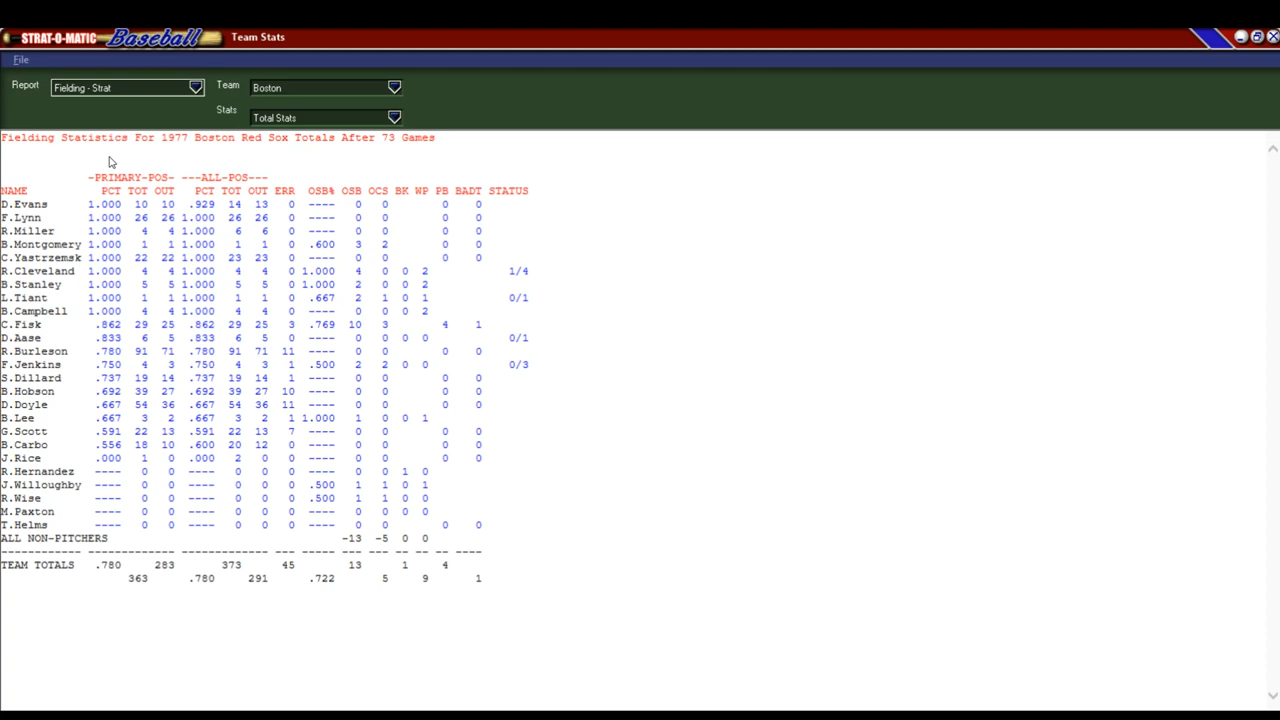 STRAT-O-MATIC Baseball Team Stats
File
Report Fielding - Strat Team Boston
Stats Total Stats
Fielding Statistics For 1977 Boston Red Sox Totals After 73 Games
-PRIMARY-POS- ---ALL-POS---
NAME PCT TOT OUT PCT TOT OUT ERR OSB% OSB OCS BK WP PB BADT STATUS
D.Evans 1.000 10 10 .929 14 13 0 ---- 0 0 0 0
F.Lynn 1.000 26 26 1.000 26 26 0 ---- 0 0 0 0
R.Miller 1.000 4 4 1.000 6 6 0 ---- 0 0 0 0
B.Montgomery 1.000 1 1 1.000 1 1 0 .600 3 2 0 0
C.Yastrzemsk 1.000 22 22 1.000 23 23 0 ---- 0 0 0 0
R.Cleveland 1.000 4 4 1.000 4 4 0 1.000 4 0 0 2 1/4
B.Stanley 1.000 5 5 1.000 5 5 0 1.000 2 0 0 2
L.Tiant 1.000 1 1 1.000 1 1 0 .667 2 1 0 1 0/1
B.Campbell 1.000 4 4 1.000 4 4 0 ---- 0 0 0 2
C.Fisk .862 29 25 .862 29 25 3 .769 10 3 4 1
D.Aase .833 6 5 .833 6 5 0 ---- 0 0 0 0 0/1
R.Burleson .780 91 71 .780 91 71 11 ---- 0 0 0 0
F.Jenkins .750 4 3 .750 4 3 1 .500 2 2 0 0 0/3
S.Dillard .737 19 14 .737 19 14 1 ---- 0 0 0 0
B.Hobson .692 39 27 .692 39 27 10 ---- 0 0 0 0
D.Doyle .667 54 36 .667 54 36 11 ---- 0 0 0 0
B.Lee .667 3 2 .667 3 2 1 1.000 1 0 0 1
G.Scott .591 22 13 .591 22 13 7 ---- 0 0 0 0
B.Carbo .556 18 10 .600 20 12 0 ---- 0 0 0 0
J.Rice .000 1 0 .000 2 0 0 ---- 0 0 0 0
R.Hernandez ---- 0 0 ---- 0 0 0 ---- 0 0 1 0
J.Willoughby ---- 0 0 ---- 0 0 0 .500 1 1 0 1
R.Wise ---- 0 0 ---- 0 0 0 .500 1 1 0 0
M.Paxton ---- 0 0 ---- 0 0 0 ---- 0 0 0 0
T.Helms ---- 0 0 ---- 0 0 0 ---- 0 0 0 0
ALL NON-PITCHERS -13 -5 0 0
------------ ------------- ------------- --- ----- --- --- -- -- -- ----
TEAM TOTALS .780 283 373 45 13 1 4
363 .780 291 .722 5 9 1